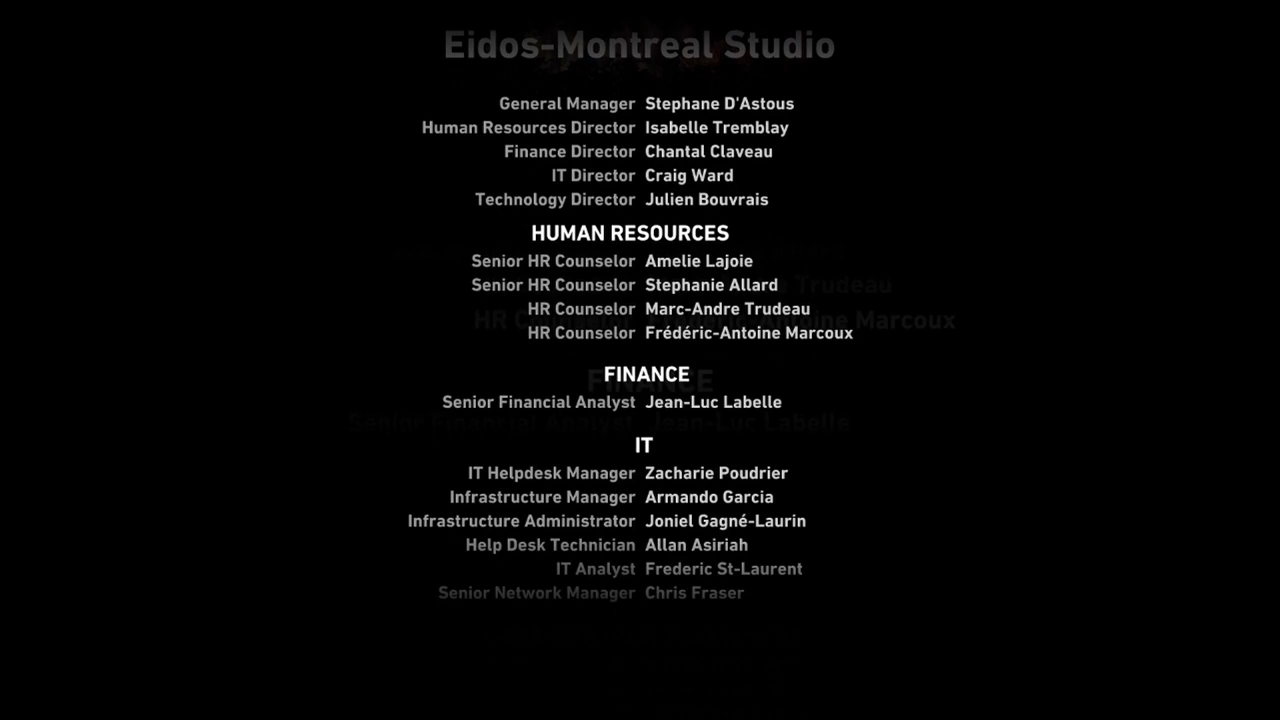 Eidos-Montreal Studio
General Manager Stephane D'Astous
Human Resources Director Isabelle Tremblay
Finance Director Chantal Claveau
IT Director Craig Ward
Technology Director Julien Bouvrais
HUMAN RESOURCES
Senior HR Counselor Amelie Lajoie
Senior HR Counselor Stephanie Allard
HR Counselor Marc-Andre Trudeau
HR Counselor Frédéric-Antoine Marcoux
FINANCE
Senior Financial Analyst Jean-Luc Labelle
IT
IT Helpdesk Manager Zacharie Poudrier
Infrastructure Manager Armando Garcia
Infrastructure Administrator Joniel Gagné-Laurin
Help Desk Technician Allan Asiriah
IT Analyst Frederic St-Laurent
Senior Network Manager Chris Fraser